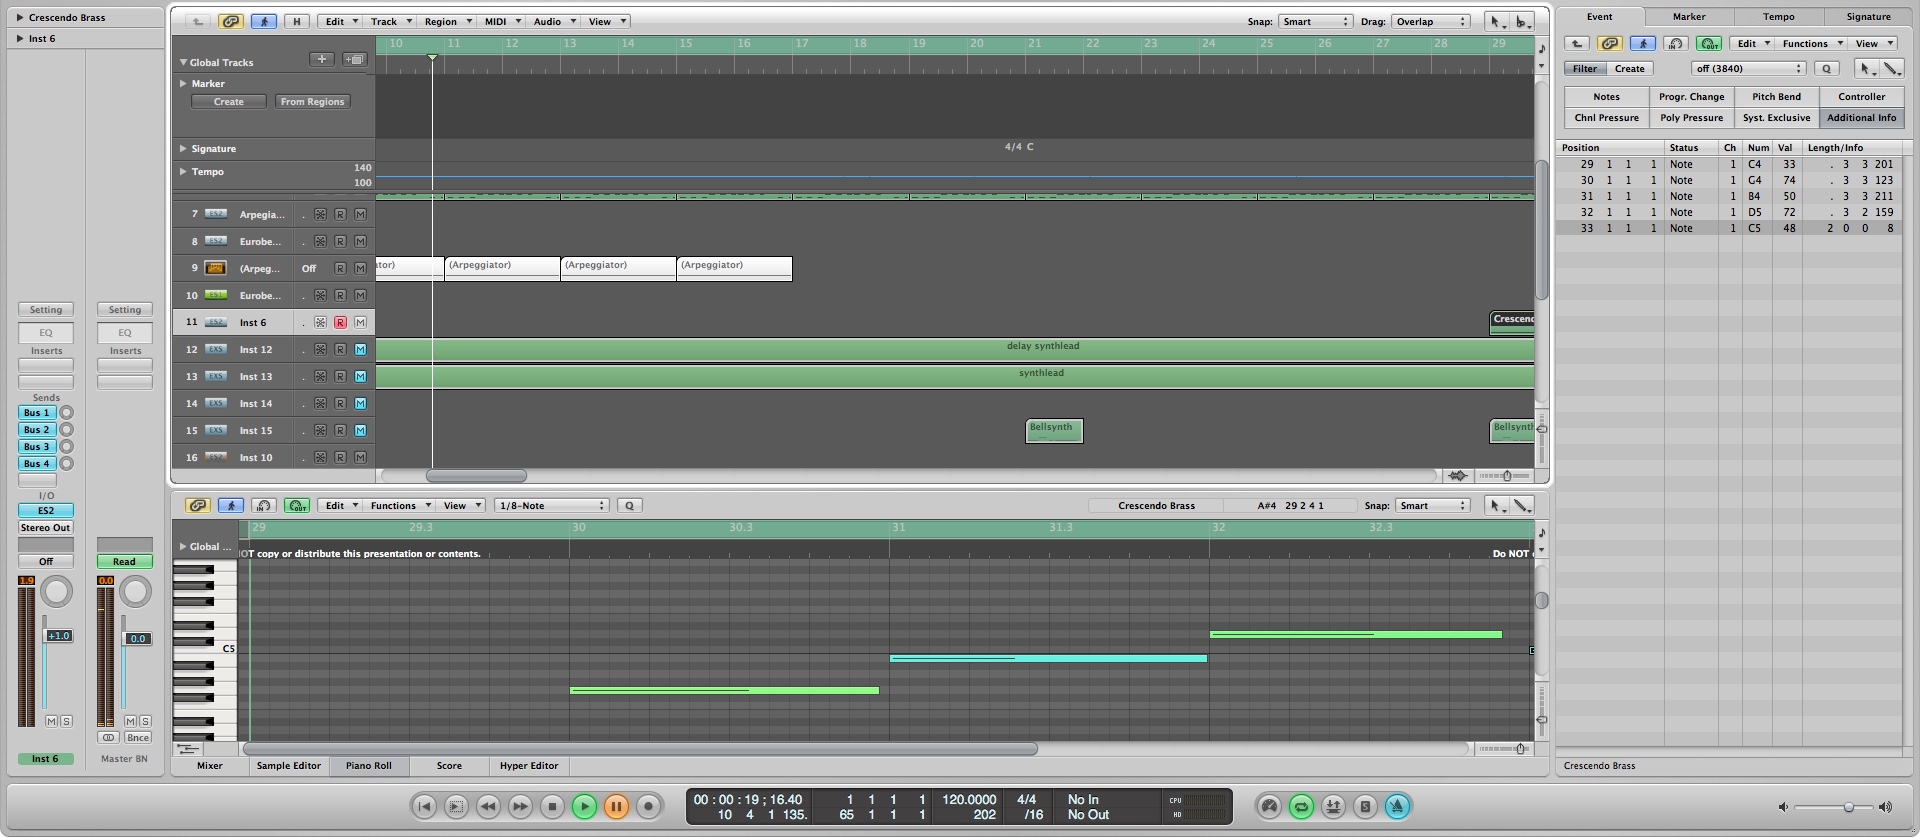 Crescendo Brass
Inst 6
Setting Setting
EQ EQ
Inserts Inserts
Sends
Bus 1
Bus 2
Bus 3
Bus 4
I/O
ES2
Stereo Out
Off Read
1.9 0.0
+1.0 0.0
M S M S
Bnce
Inst 6 Master BN
H Edit Track Region MIDI Audio View Snap: Smart Drag: Overlap
10 11 12 13 14 15 16 17 18 19 20 21 22 23 24 25 26 27 28 29
Global Tracks
Marker
Create From Regions
Signature 4/4 C
Tempo 140
100
7 ES2 Arpegia... . R M
8 ES2 Eurobe... . R M
9 (Arpeg... Off R M (Arpeggiator) (Arpeggiator) (Arpeggiator)
10 ES1 Eurobe... . R M
11 ES2 Inst 6 . R M Crescend
12 EXS Inst 12 . R M delay synthlead
13 EXS Inst 13 . R M synthlead
14 EXS Inst 14 . R M
15 EXS Inst 15 . R M Bellsynth Bellsynth
16 Inst 10 R M
IN OUT Edit Functions View 1/8-Note Q Crescendo Brass A#4 29 2 4 1 Snap: Smart
29 29.3 30 30.3 31 31.3 32 32.3
Global ...
OT copy or distribute this presentation or contents. Do NOT
C5
Mixer Sample Editor Piano Roll Score Hyper Editor
Event Marker Tempo Signature
IN OUT Edit Functions View
Filter Create off (3840) Q
Notes Progr. Change Pitch Bend Controller
Chnl Pressure Poly Pressure Syst. Exclusive Additional Info
Position Status Ch Num Val Length/Info
29 1 1 1 Note 1 C4 33 . 3 3 201
30 1 1 1 Note 1 G4 74 . 3 3 123
31 1 1 1 Note 1 B4 50 . 3 3 211
32 1 1 1 Note 1 D5 72 . 3 2 159
33 1 1 1 Note 1 C5 48 2 0 0 8
Crescendo Brass
00 : 00 : 19 ; 16.40 1 1 1 1 120.0000 4/4 No In CPU
10 4 1 135. 65 1 1 1 202 /16 No Out HD
S